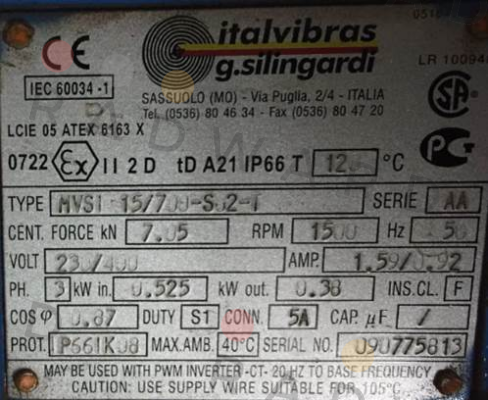 italvibras
g.silingardi
SASSUOLO (MO) - Via Puglia, 2/4 - ITALIA
Tel. (0536) 80 46 34 - Fax (0536) 80 47 20
CE
IEC 60034-1
LR
SA
LCIE 05 ATEX 6163 X
0722 Ex II 2 D tD A21 IP66 T °C
TYPE MVSI 15/700-S02-T SERIE AA
CENT. FORCE kN 7.05 RPM 1500 Hz 50
VOLT 230/400 AMP. 1.59/0.92
PH. 3 kW in. 0.525 kW out. 0.38 INS.CL. F
COS φ 0.87 DUTY S1 CONN. 5A CAP. μF /
PROT. IP66IK08 MAX.AMB. 40°C SERIAL NO. 090775813
MAY BE USED WITH PWM INVERTER -CT- 20 HZ TO BASE FREQUENCY
CAUTION: USE SUPPLY WIRE SUITABLE FOR 105°C